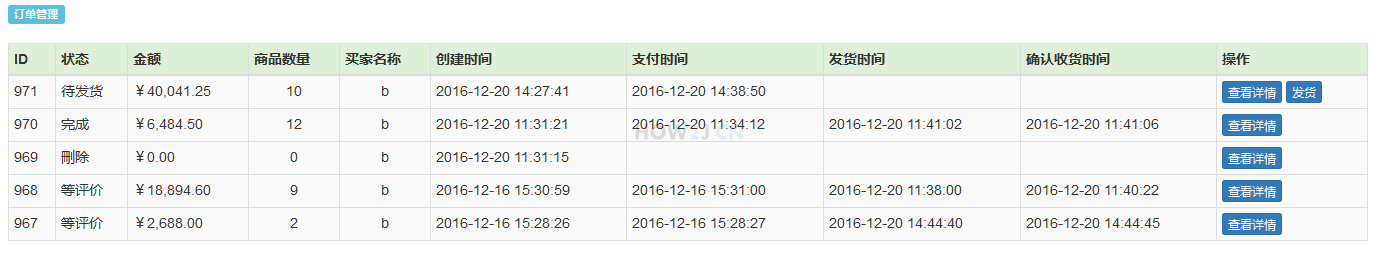 订单管理
ID 状态 金额 商品数量 买家名称 创建时间 支付时间 发货时间 确认收货时间 操作
971 待发货 ¥40,041.25 10 b 2016-12-20 14:27:41 2016-12-20 14:38:50 查看详情 发货
970 完成 ¥6,484.50 12 b 2016-12-20 11:31:21 2016-12-20 11:34:12 2016-12-20 11:41:02 2016-12-20 11:41:06 查看详情
HOW2J.CN
969 刪除 ¥0.00 0 b 2016-12-20 11:31:15 查看详情
968 等评价 ¥18,894.60 9 b 2016-12-16 15:30:59 2016-12-16 15:31:00 2016-12-20 11:38:00 2016-12-20 11:40:22 查看详情
967 等评价 ¥2,688.00 2 b 2016-12-16 15:28:26 2016-12-16 15:28:27 2016-12-20 14:44:40 2016-12-20 14:44:45 查看详情